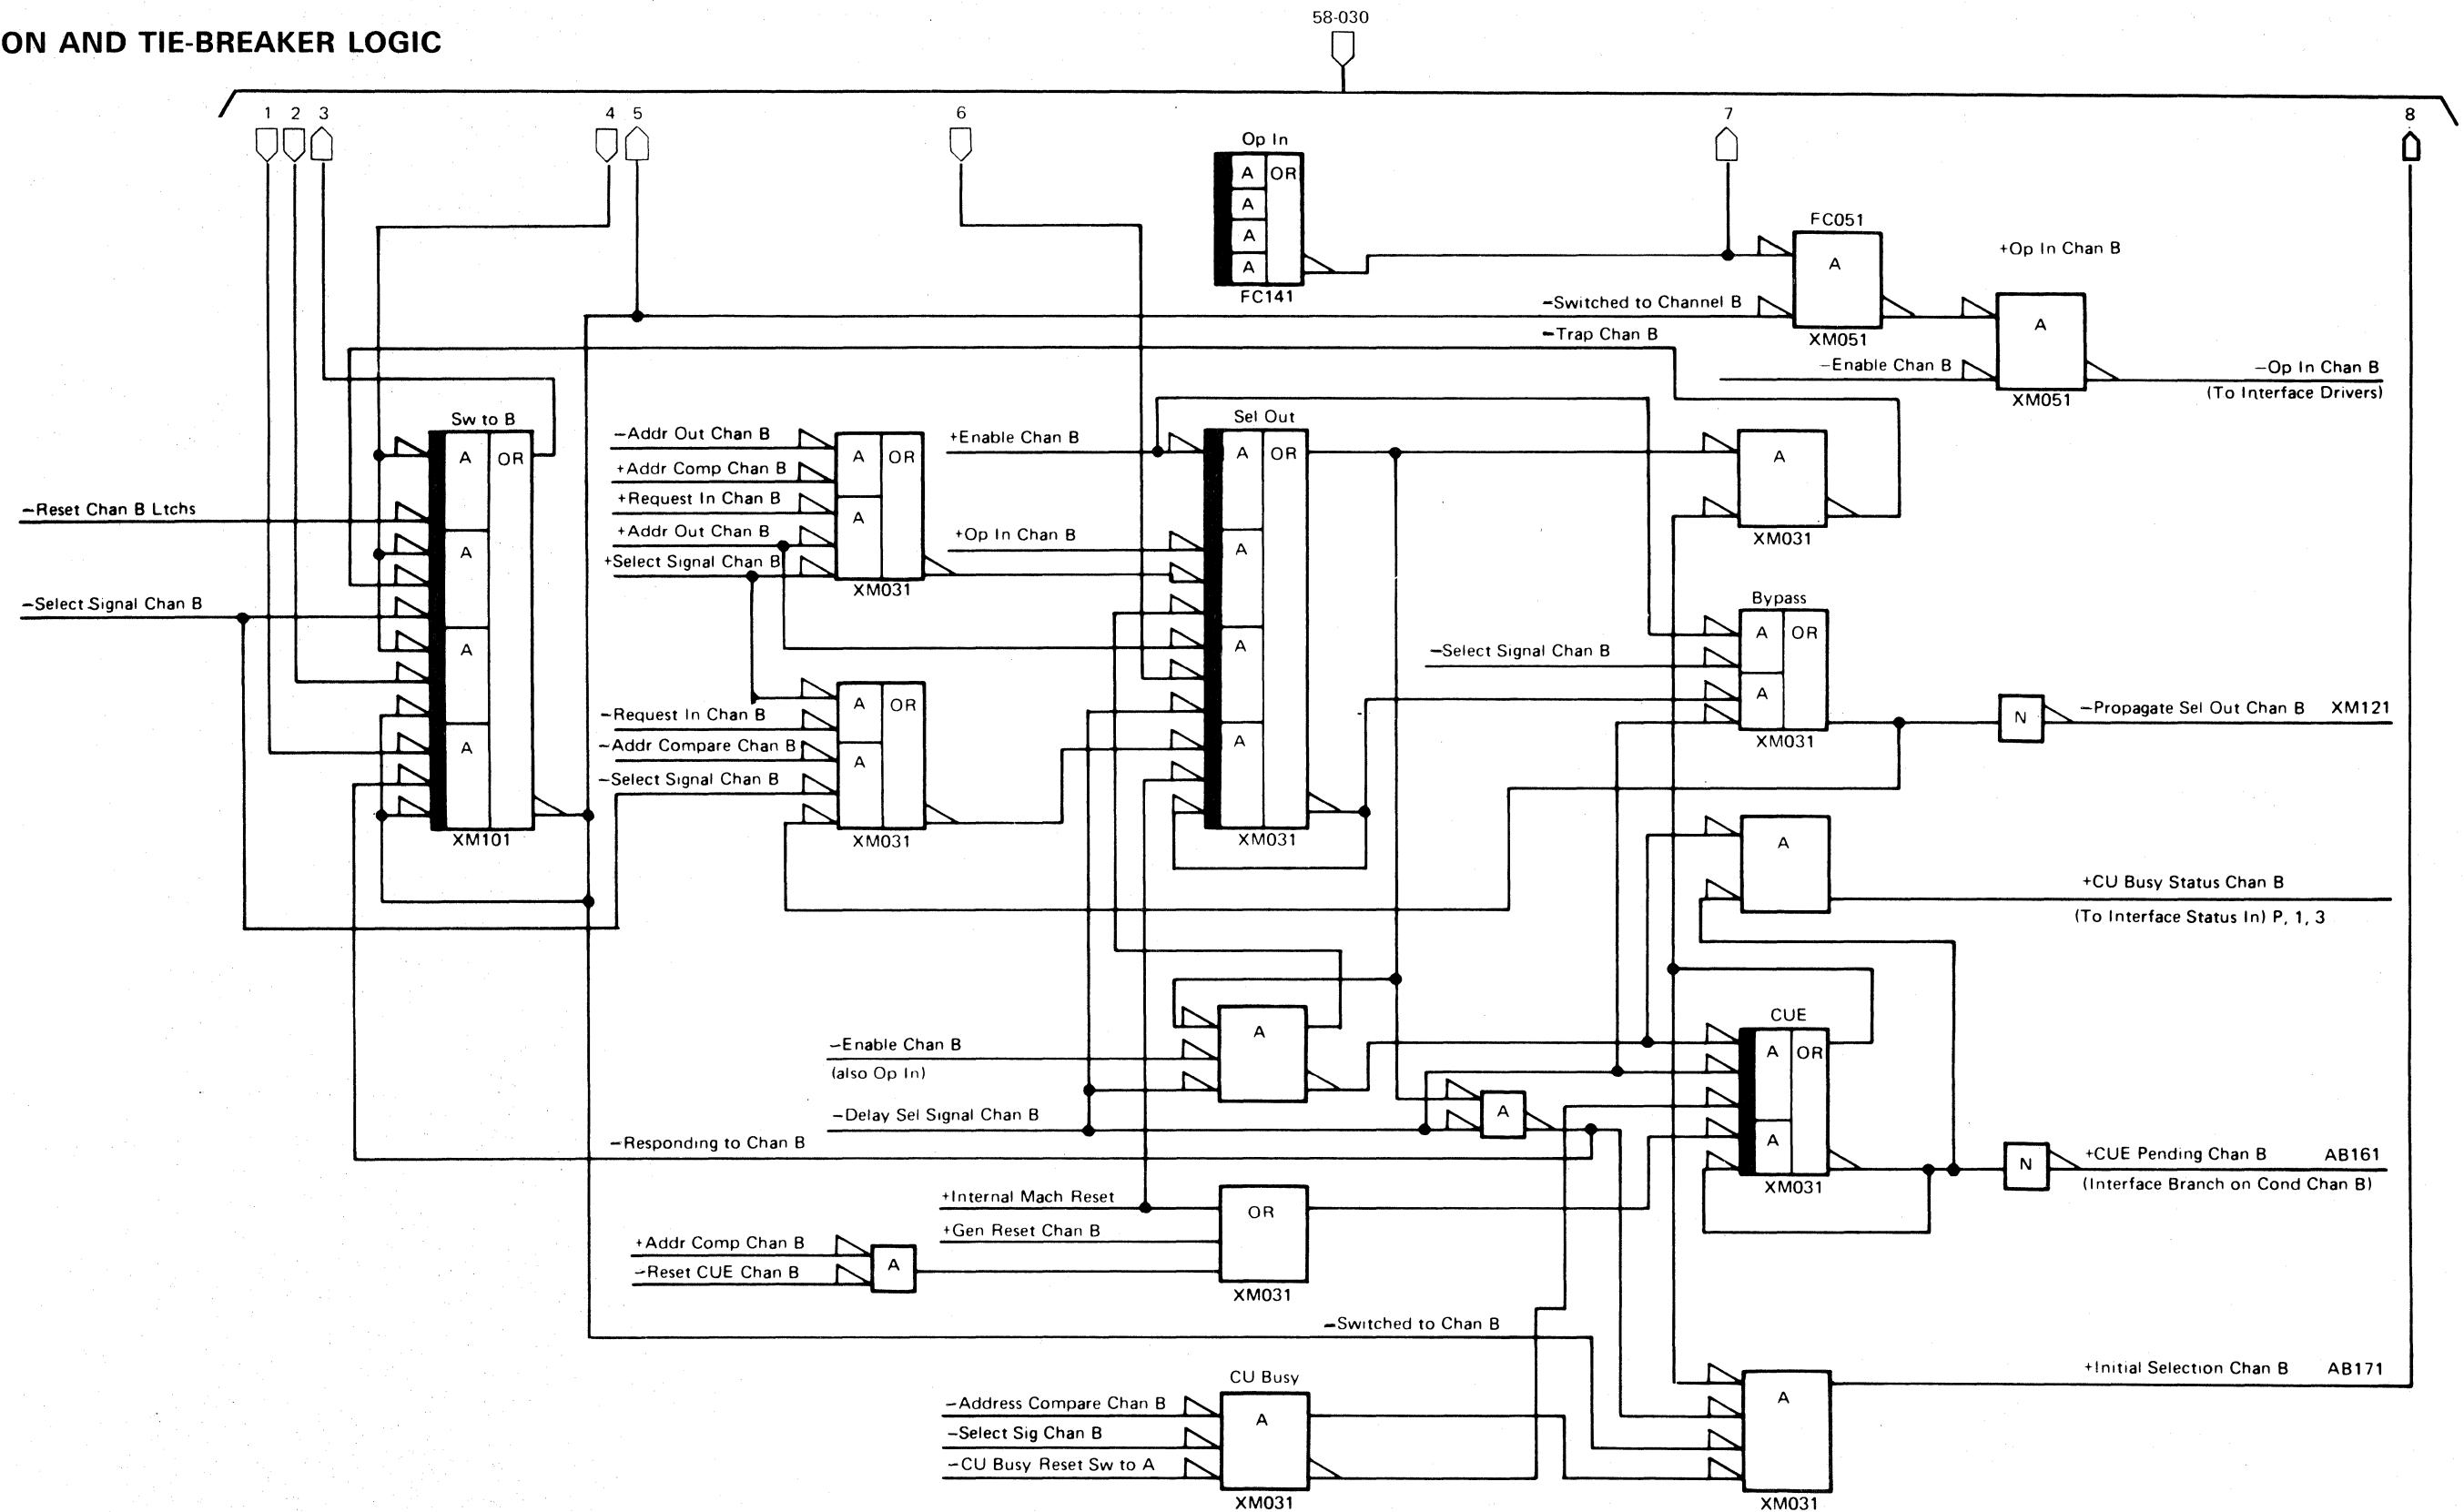 58-030
ON AND TIE-BREAKER LOGIC
1 2 3 4 5 6 7 8
Op In
A OR
A
A
A
FC141
FC051
A
XM051
+Op In Chan B
−Switched to Channel B
−Trap Chan B
−Enable Chan B
A
XM051
−Op In Chan B
(To Interface Drivers)
Sw to B
A OR
A
A
A
XM101
−Reset Chan B Ltchs
−Select Signal Chan B
−Addr Out Chan B
+Addr Comp Chan B
+Request In Chan B
+Addr Out Chan B
+Select Signal Chan B
A OR
A
XM031
+Enable Chan B
+Op In Chan B
Sel Out
A OR
A
A
A
XM031
A
XM031
−Request In Chan B
−Addr Compare Chan B
−Select Signal Chan B
A OR
A
XM031
Bypass
−Select Signal Chan B
A OR
A
XM031
N
−Propagate Sel Out Chan B XM121
A
+CU Busy Status Chan B
(To Interface Status In) P, 1, 3
−Enable Chan B
(also Op In)
A
−Delay Sel Signal Chan B
A
−Responding to Chan B
CUE
A OR
A
XM031
N
+CUE Pending Chan B AB161
(Interface Branch on Cond Chan B)
+Internal Mach Reset
+Gen Reset Chan B
OR
XM031
+Addr Comp Chan B
−Reset CUE Chan B
A
−Switched to Chan B
CU Busy
−Address Compare Chan B
−Select Sig Chan B
−CU Busy Reset Sw to A
A
XM031
A
XM031
+Initial Selection Chan B AB171